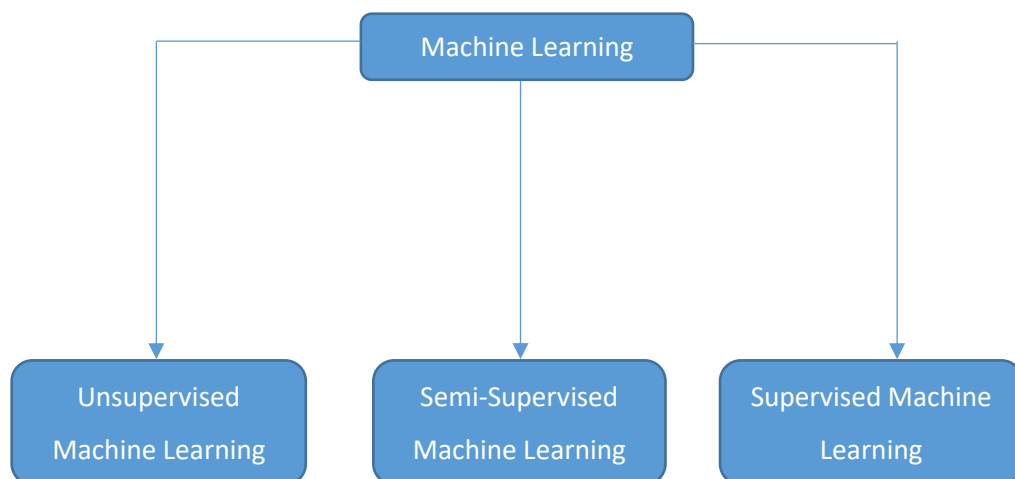 Machine Learning
Unsupervised
Machine Learning
Semi-Supervised
Machine Learning
Supervised Machine
Learning